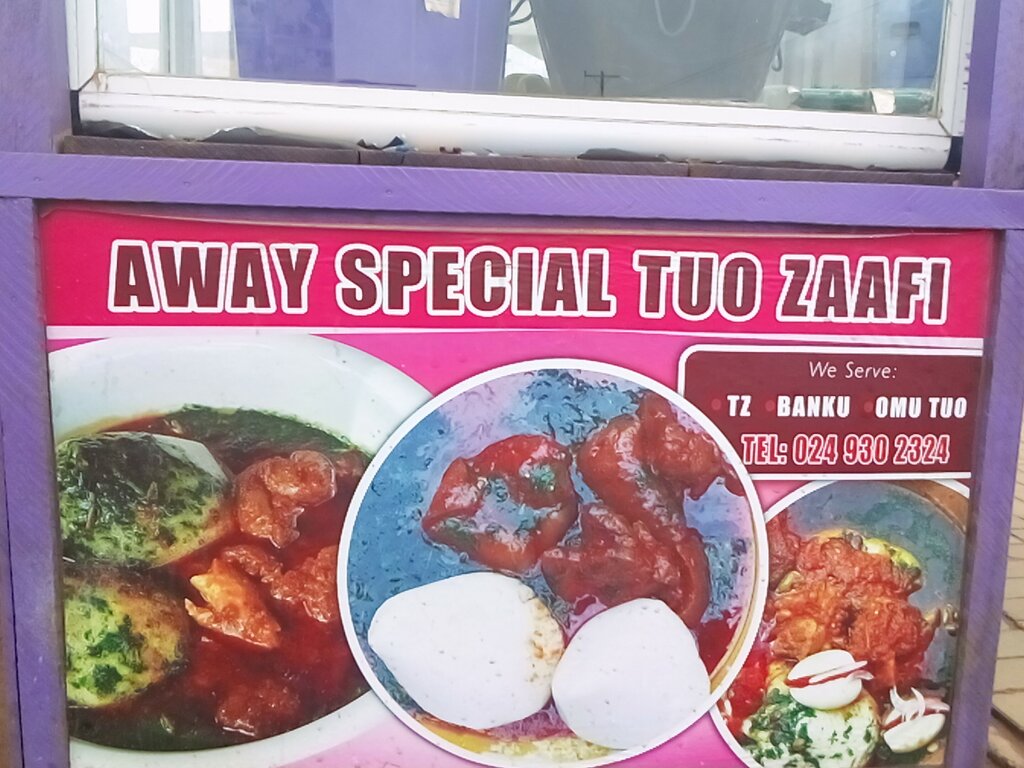 AWAY SPECIAL TUO ZAAFI
We Serve:
• TZ • BANKU • OMU TUO
TEL: 024 930 2324